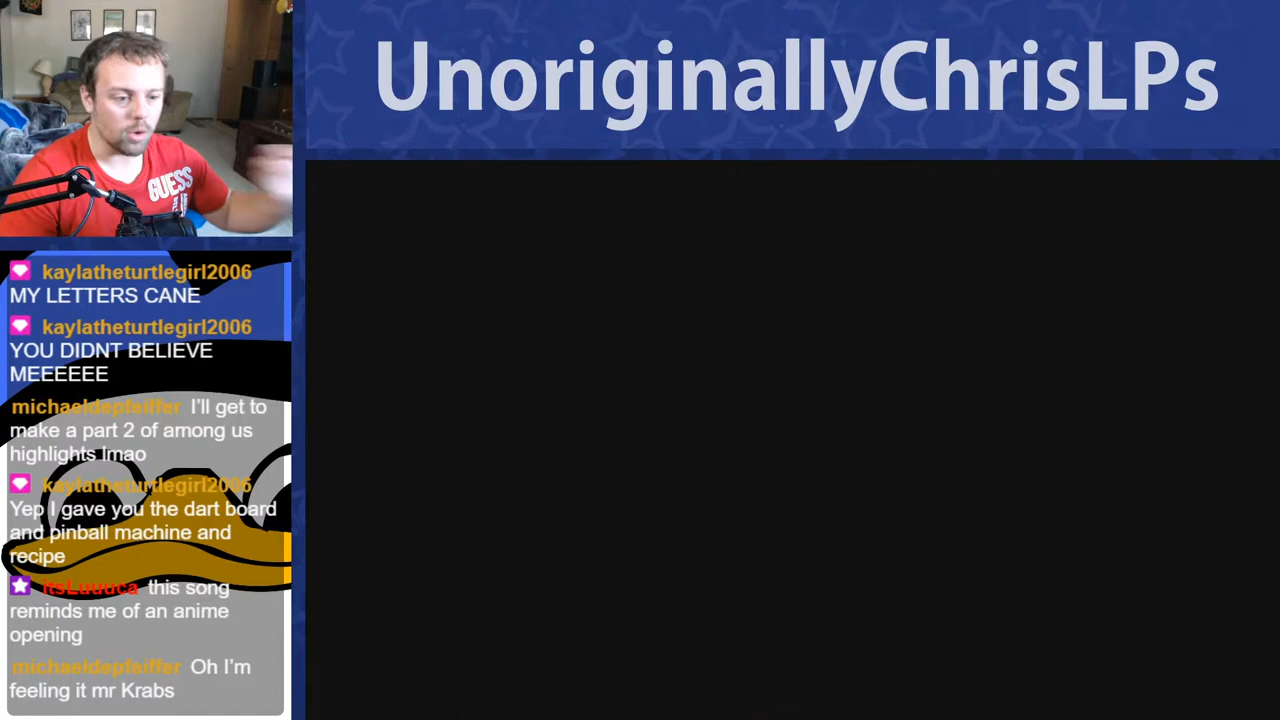 UnoriginallyChrisLPs
GUESS
kaylatheturtlegirl2006
MY LETTERS CANE
kaylatheturtlegirl2006
YOU DIDNT BELIEVE
MEEEEEE
michaeldepfeiffer I'll get to
make a part 2 of among us
highlights lmao
kaylatheturtlegirl2006
Yep I gave you the dart board
and pinball machine and
recipe
itsLuuuca this song
reminds me of an anime
opening
michaeldepfeiffer Oh I'm
feeling it mr Krabs